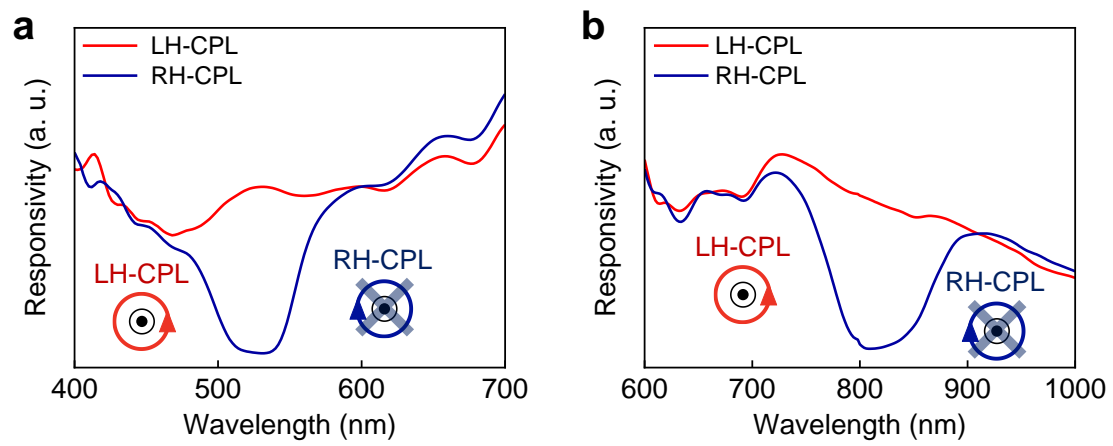 a
LH-CPL
RH-CPL
Responsivity (a. u.)
LH-CPL
RH-CPL
400
500
600
700
Wavelength (nm)
b
LH-CPL
RH-CPL
Responsivity (a. u.)
LH-CPL
RH-CPL
600
700
800
900
1000
Wavelength (nm)